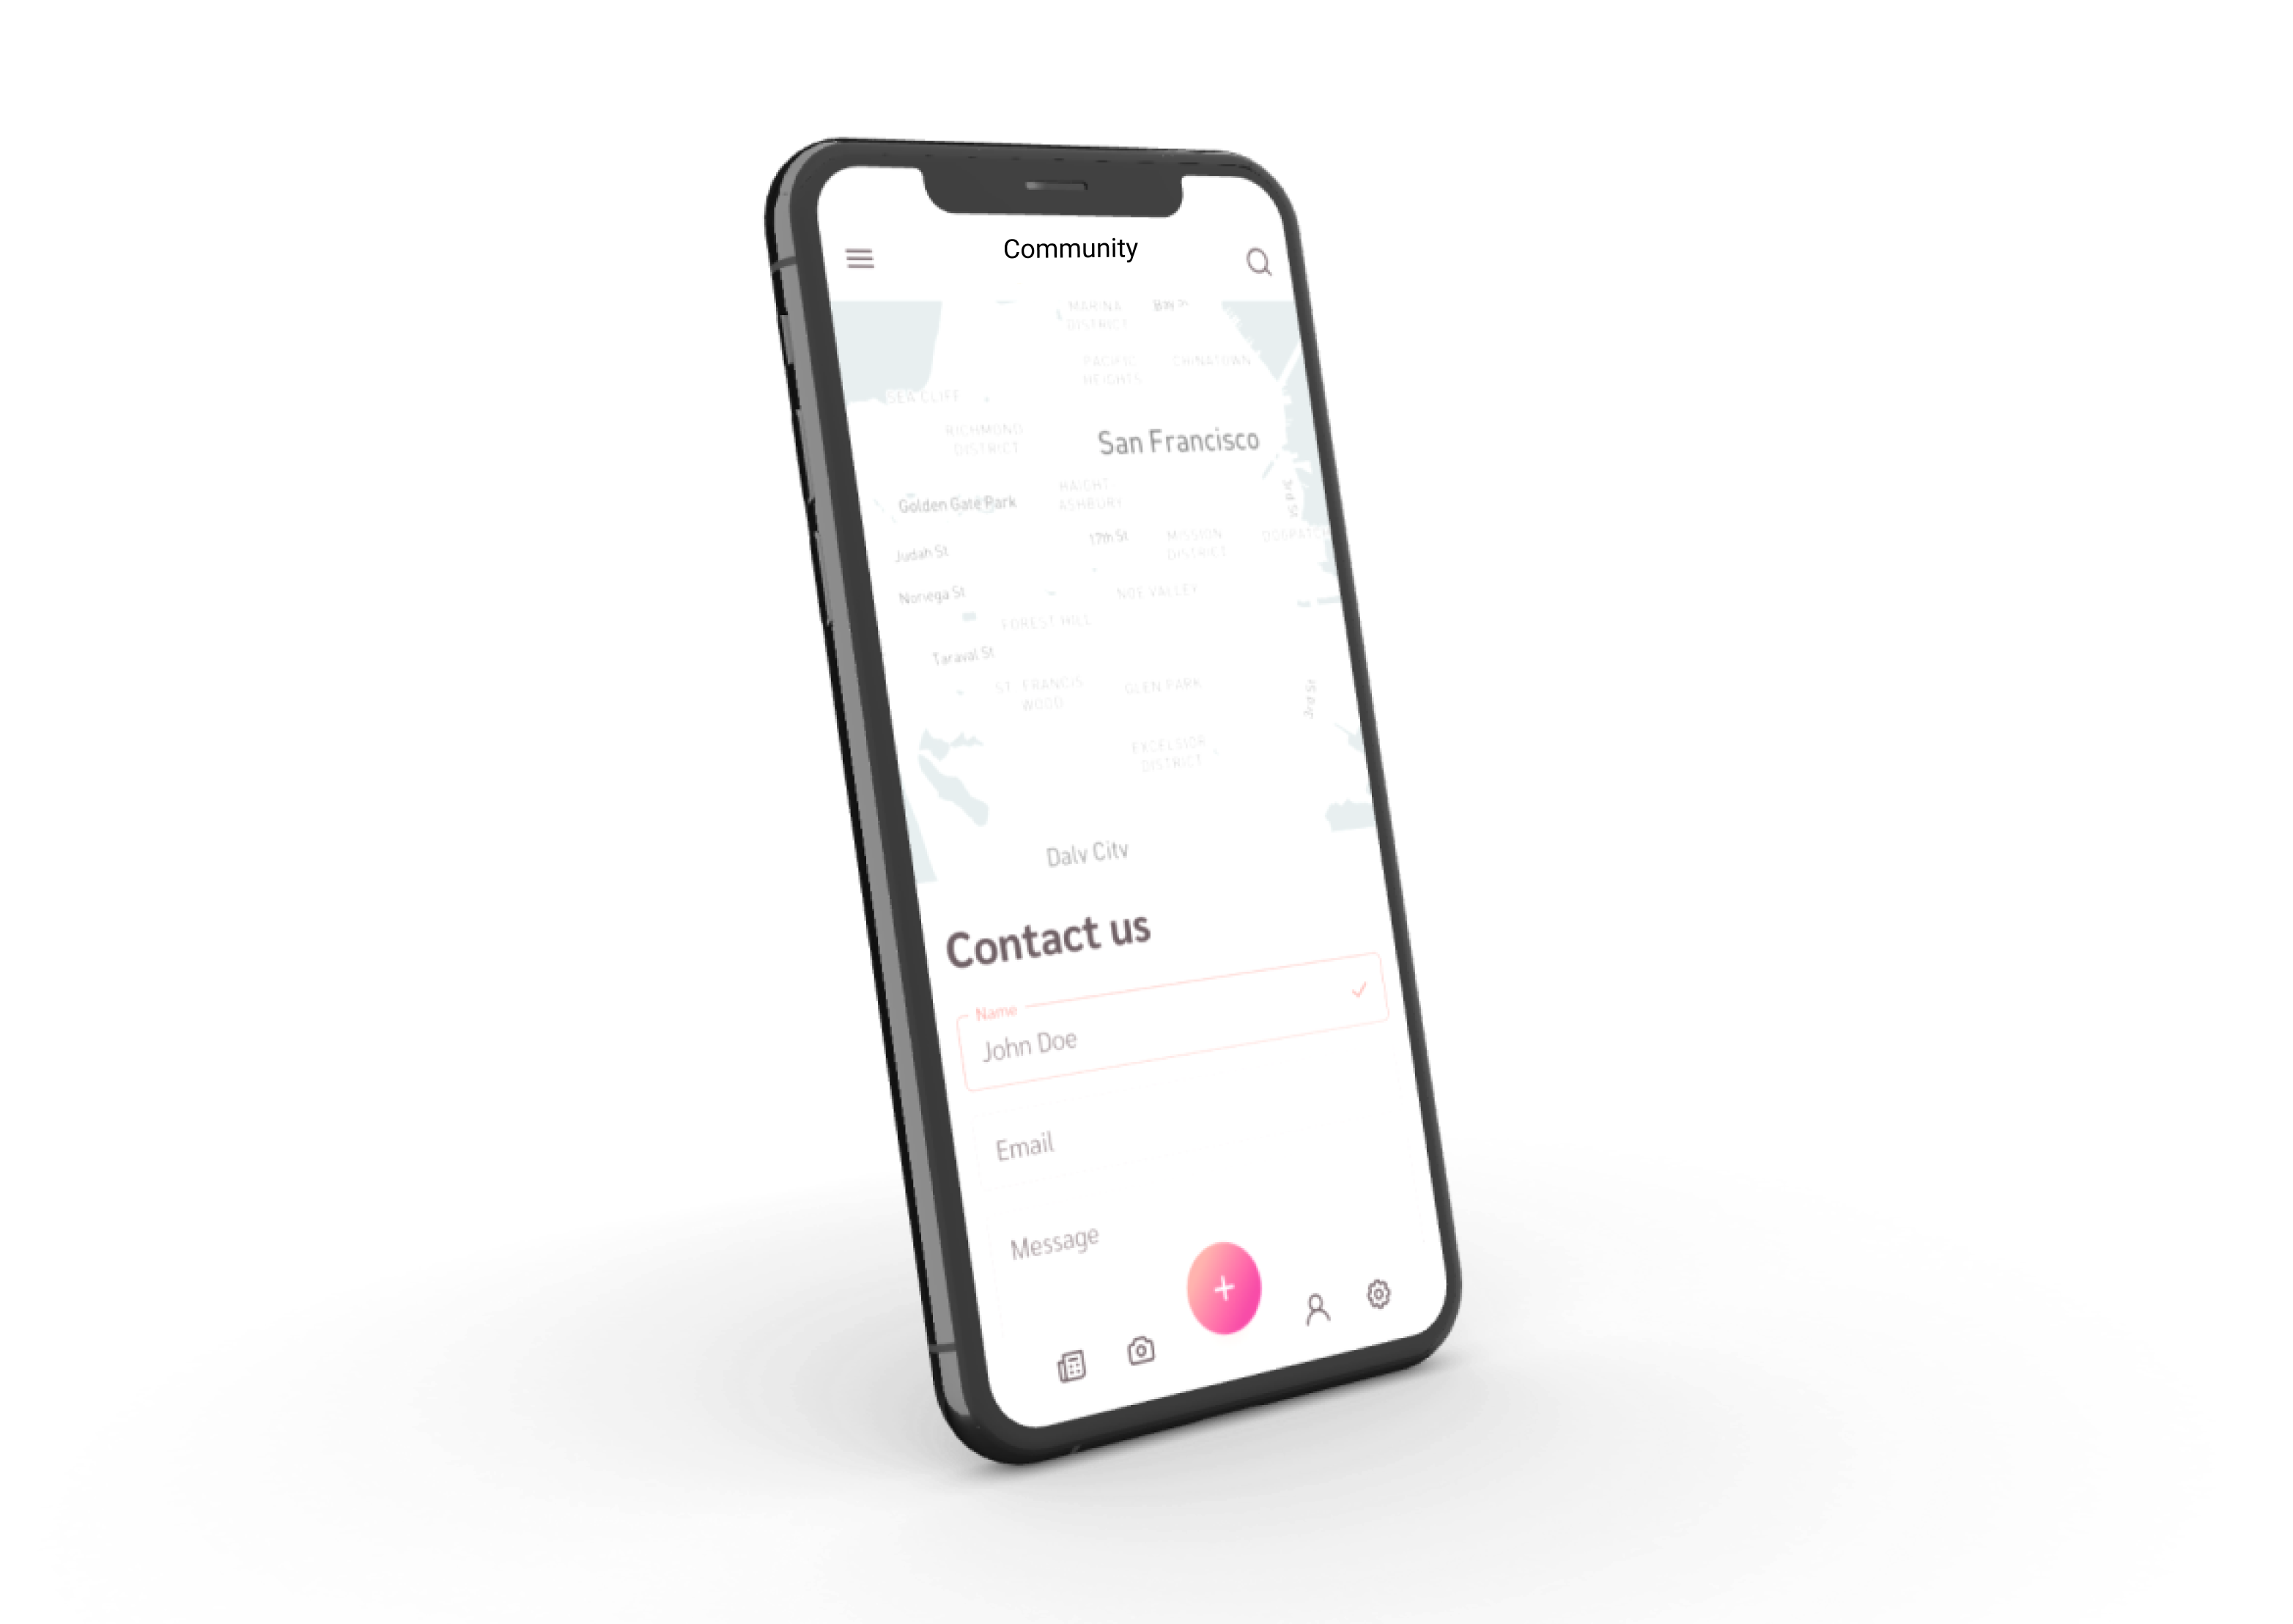 Community
MARINA
DISTRICT
Bay St
PACIFIC
HEIGHTS
CHINATOWN
SEA CLIFF
RICHMOND
DISTRICT
San Francisco
Golden Gate Park
HAIGHT
ASHBURY
3rd St
Judah St
17th St
MISSION
DISTRICT
DOGPATCH
Noriega St
NOE VALLEY
FOREST HILL
Taraval St
ST. FRANCIS
WOOD
GLEN PARK
3rd St
EXCELSIOR
DISTRICT
Daly City
Contact us
Name
John Doe
Email
Message